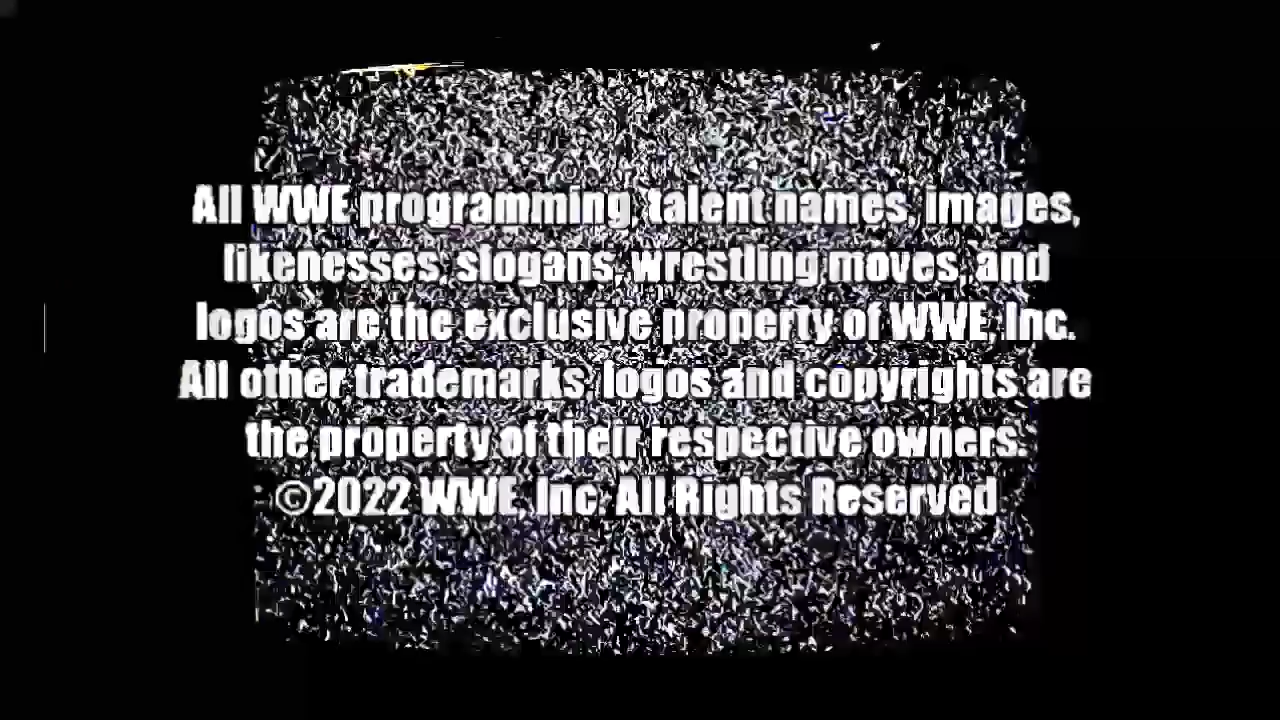 All WWE programming, talent names, images,
likenesses, slogans, wrestling moves, and
logos are the exclusive property of WWE, Inc.
All other trademarks, logos and copyrights are
the property of their respective owners.
©2022 WWE, Inc. All Rights Reserved